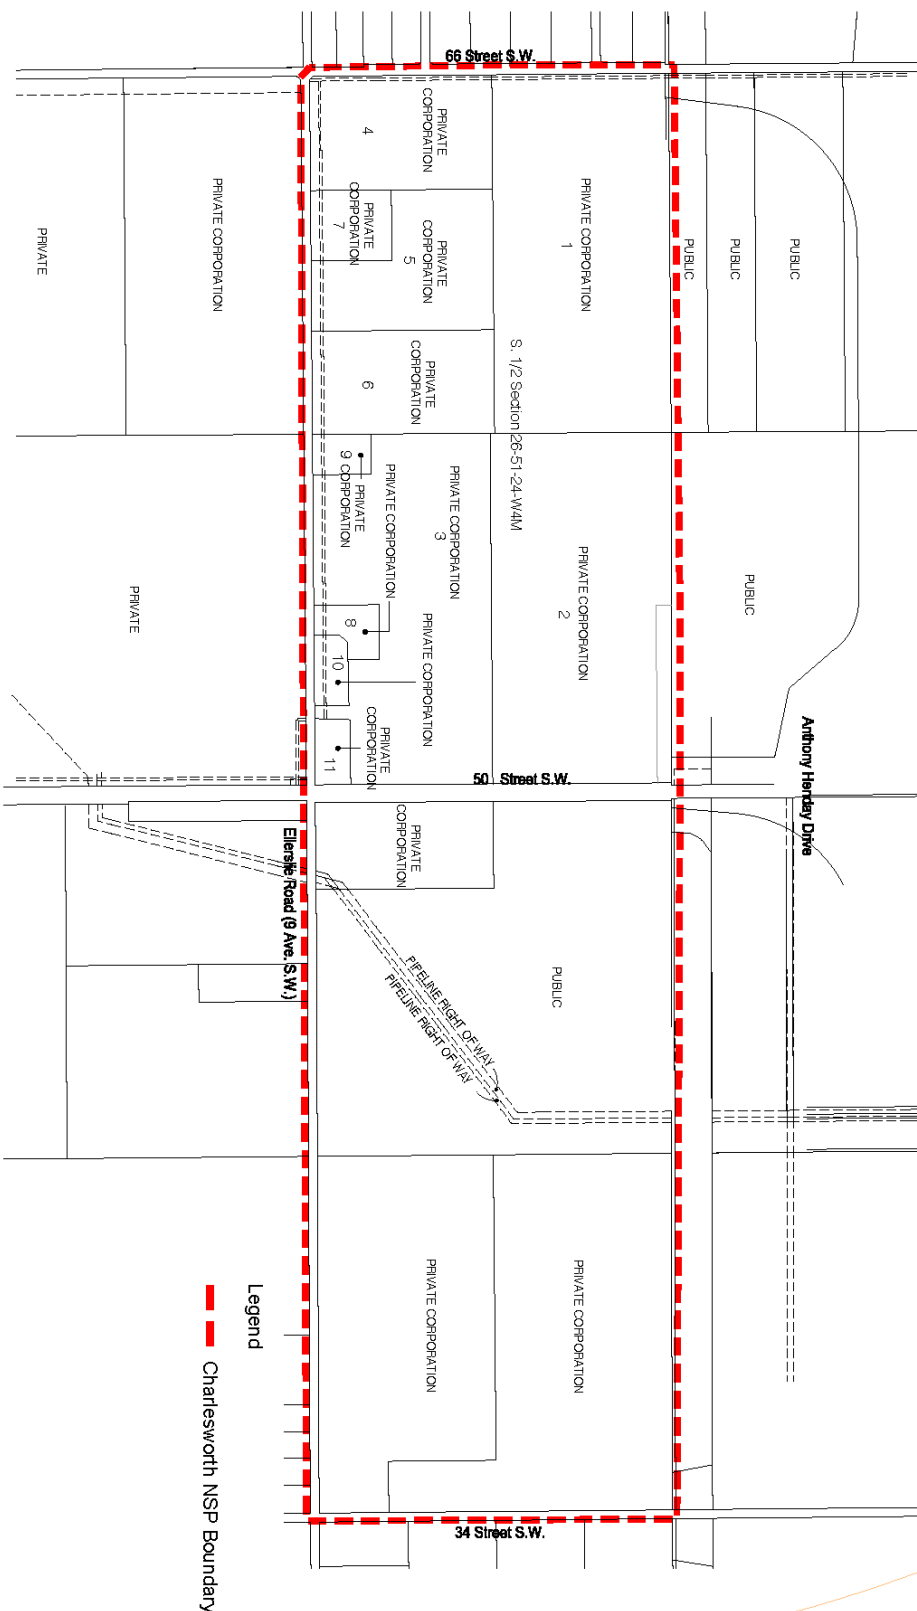 66 Street S.W.
PRIVATE
CORPORATION
4
PRIVATE CORPORATION
1
PRIVATE
CORPORATION
7
PRIVATE
CORPORATION
5
PRIVATE
CORPORATION
6
PUBLIC
PUBLIC
PUBLIC
PRIVATE CORPORATION
PRIVATE
S. 1/2 Section 26-51-24-W4M
PRIVATE
CORPORATION
9
PRIVATE CORPORATION
8
PRIVATE CORPORATION
3
PRIVATE CORPORATION
10
PRIVATE
CORPORATION
11
PRIVATE CORPORATION
2
PUBLIC
PRIVATE
Anthony Henday Drive
50 Street S.W.
PRIVATE
CORPORATION
Ellerslie Road (9 Ave. S.W.)
PUBLIC
PIPELINE RIGHT OF WAY
PIPELINE RIGHT OF WAY
PRIVATE CORPORATION
PRIVATE CORPORATION
34 Street S.W.
Legend
Charlesworth NSP Boundary